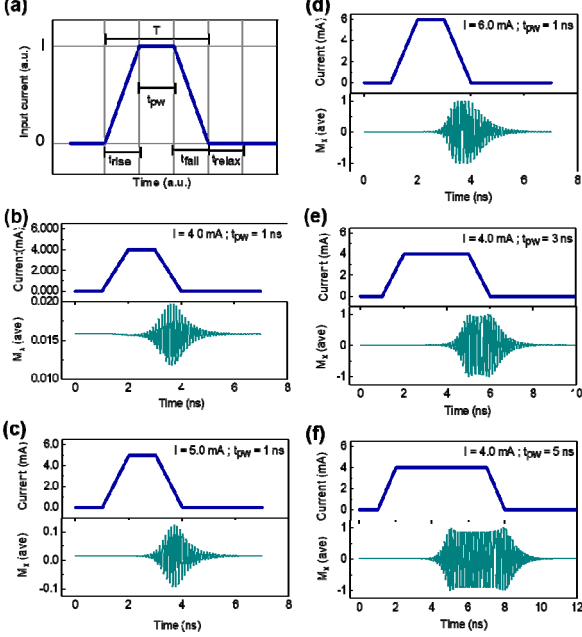 (a)
I
T
t_pw
0
t_rise
t_fall
t_relax
Input current (a.u.)
Time (a.u.)
(b)
I = 4.0 mA ; t_pw = 1 ns
6.000
4.000
2.000
0.000
Current(mA)
0.020
0.015
0.010
M_x (ave)
0 2 4 6 8
Time (ns)
(c)
I = 5.0 mA ; t_pw = 1 ns
6.0
4.0
2.0
0.0
Current (mA)
0.1
0.0
-0.1
M_x (ave)
0 2 4 6 8
Time (ns)
(d)
I = 6.0 mA ; t_pw = 1 ns
6
4
2
0
Current (mA)
1
0
-1
M_x (ave)
0 2 4 6 8
Time (ns)
(e)
I = 4.0 mA ; t_pw = 3 ns
6
4
2
0
Current (mA)
1
0
-1
M_x (ave)
0 2 4 6 8 10
Time (ns)
(f)
I = 4.0 mA ; t_pw = 5 ns
6
4
2
0
Current (mA)
1
0
-1
M_x (ave)
0 2 4 6 8 10 12
Time (ns)